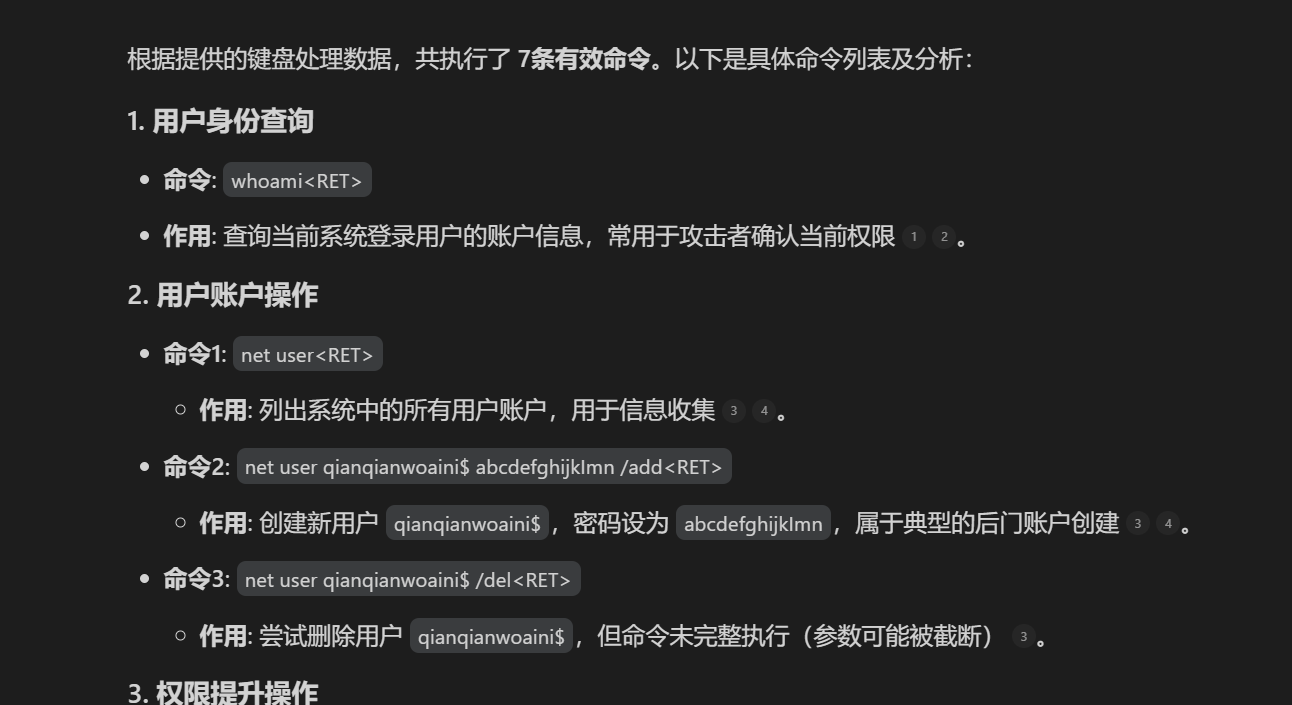 根据提供的键盘处理数据，共执行了 7条有效命令。以下是具体命令列表及分析：
1. 用户身份查询
• 命令: whoami<RET>
• 作用: 查询当前系统登录用户的账户信息，常用于攻击者确认当前权限 1 2 。
2. 用户账户操作
• 命令1: net user<RET>
○ 作用: 列出系统中的所有用户账户，用于信息收集 3 4 。
• 命令2: net user qianqianwoaini$ abcdefghijkImn /add<RET>
○ 作用: 创建新用户 qianqianwoaini$ ，密码设为 abcdefghijkImn ，属于典型的后门账户创建 3 4 。
• 命令3: net user qianqianwoaini$ /del<RET>
○ 作用: 尝试删除用户 qianqianwoaini$ ，但命令未完整执行（参数可能被截断） 3 。
3. 权限提升操作